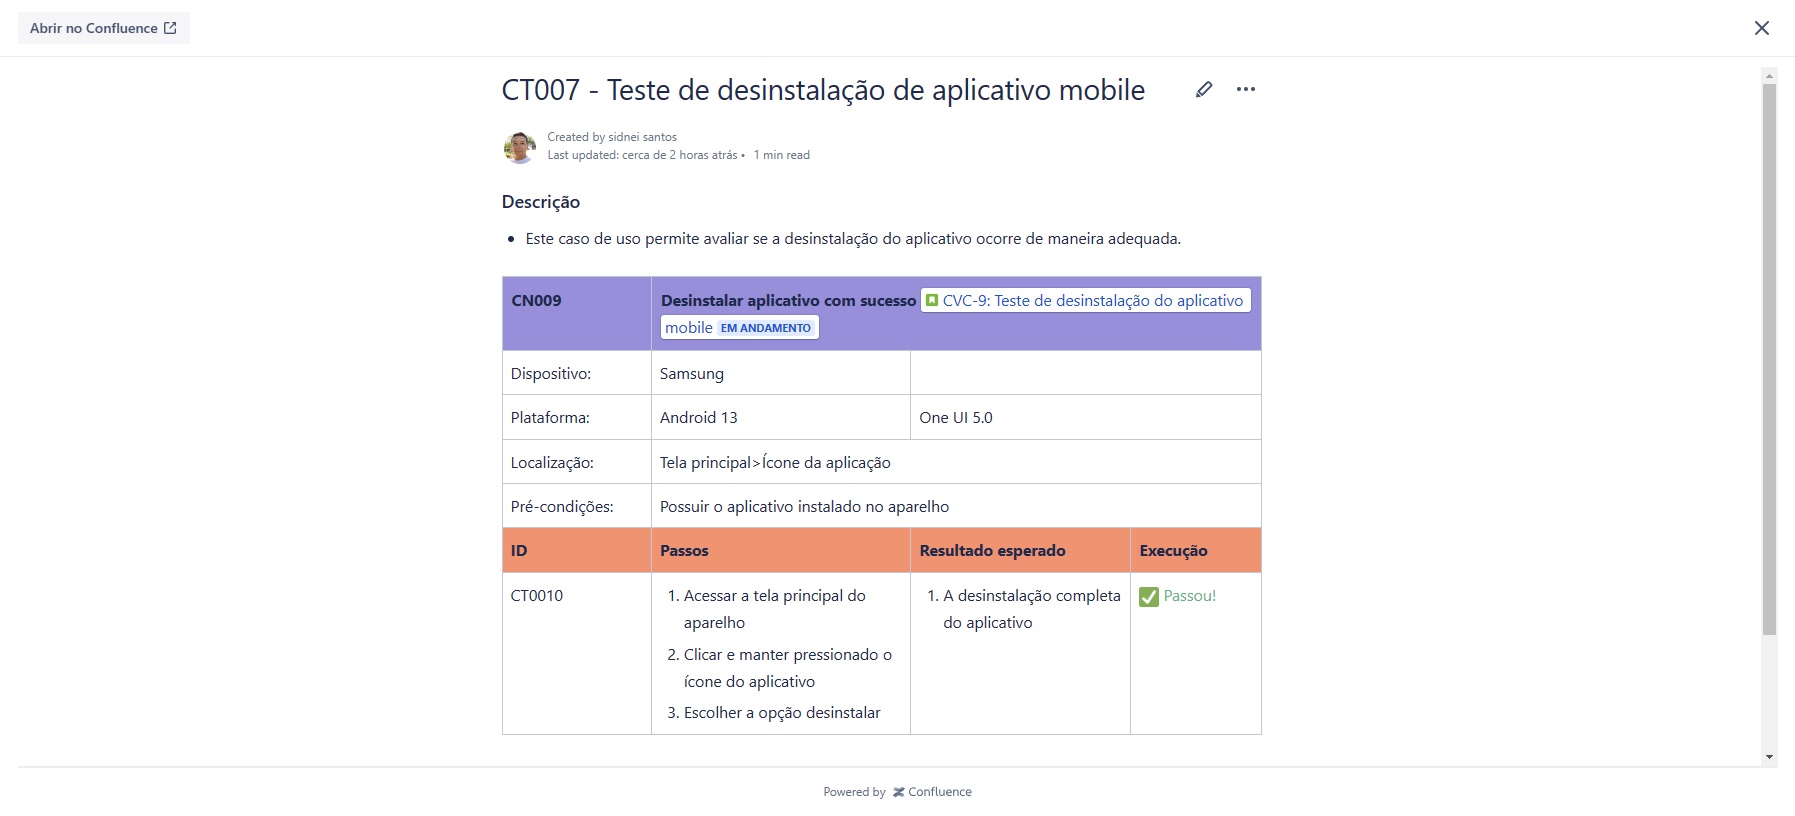 Abrir no Confluence
CT007 - Teste de desinstalação de aplicativo mobile
Created by sidnei santos
Last updated: cerca de 2 horas atrás • 1 min read
Descrição
• Este caso de uso permite avaliar se a desinstalação do aplicativo ocorre de maneira adequada.
CN009
Desinstalar aplicativo com sucesso CVC-9: Teste de desinstalação do aplicativo
mobile EM ANDAMENTO
Dispositivo:
Samsung
Plataforma:
Android 13
One UI 5.0
Localização:
Tela principal>Ícone da aplicação
Pré-condições:
Possuir o aplicativo instalado no aparelho
ID
Passos
Resultado esperado
Execução
CT0010
1. Acessar a tela principal do
aparelho
2. Clicar e manter pressionado o
ícone do aplicativo
3. Escolher a opção desinstalar
1. A desinstalação completa
do aplicativo
✅ Passou!
Powered by Confluence